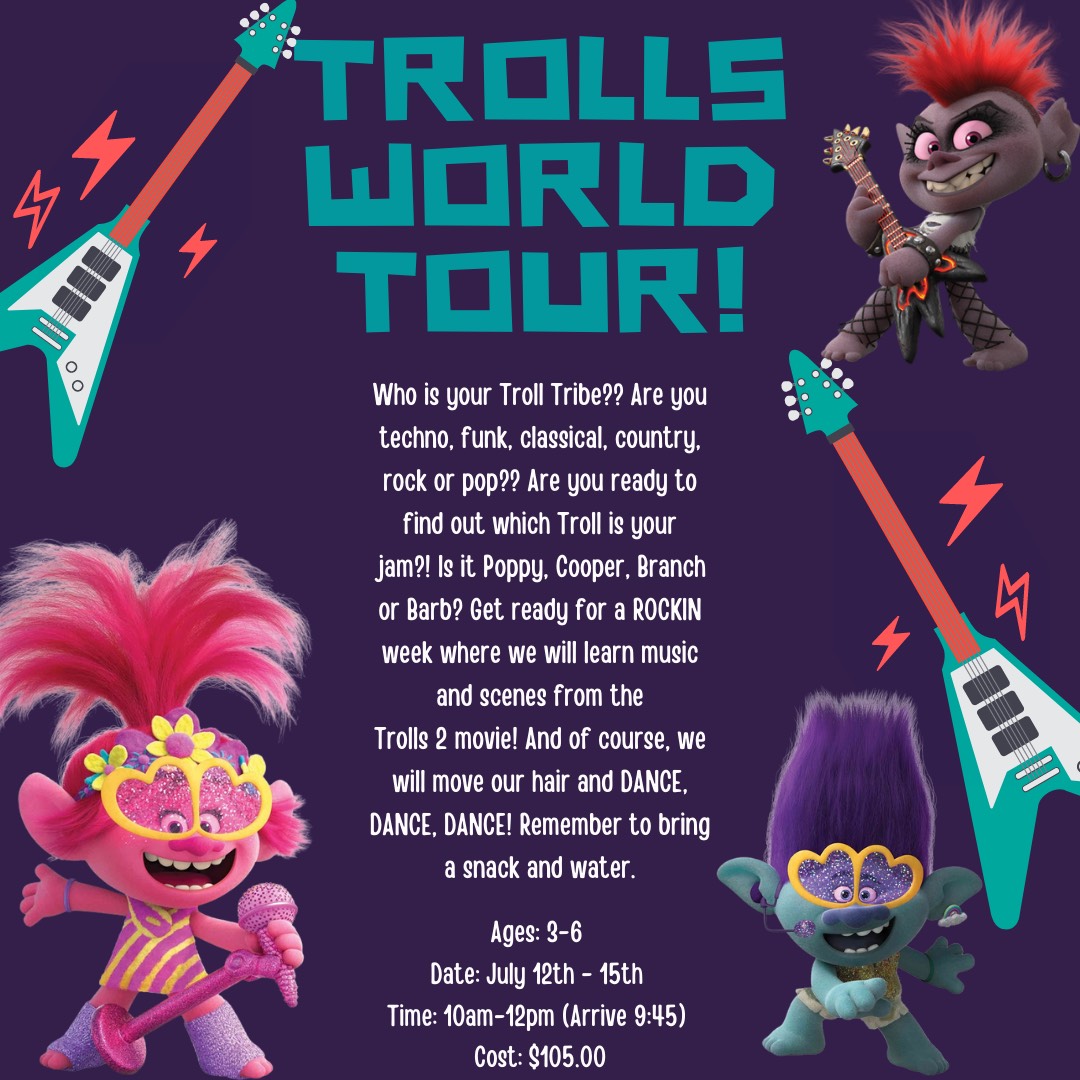 TROLLS
WORLD
TOUR!
Who is your Troll Tribe?? Are you
techno, funk, classical, country,
rock or pop?? Are you ready to
find out which Troll is your
jam?! Is it Poppy, Cooper, Branch
or Barb? Get ready for a ROCKIN
week where we will learn music
and scenes from the
Trolls 2 movie! And of course, we
will move our hair and DANCE,
DANCE, DANCE! Remember to bring
a snack and water.
Ages: 3-6
Date: July 12th - 15th
Time: 10am-12pm (Arrive 9:45)
Cost: $105.00